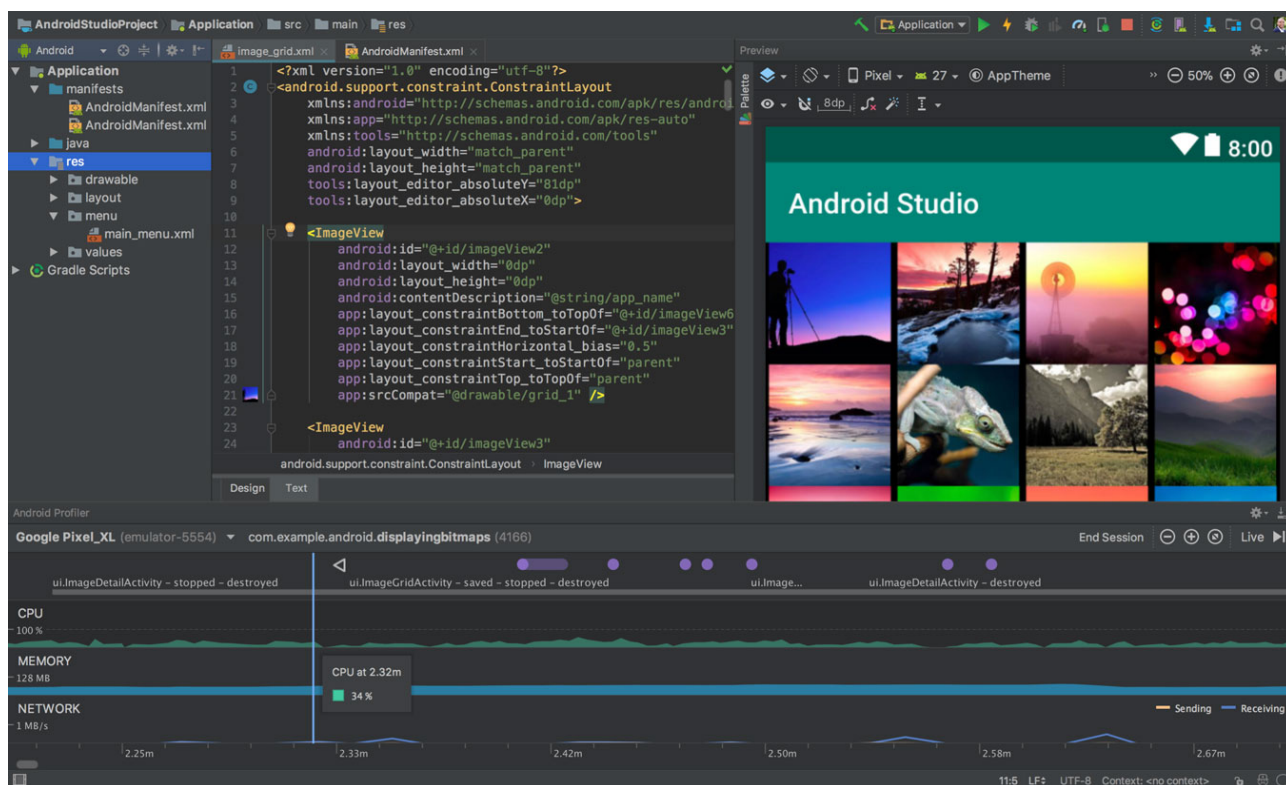 AndroidStudioProject Application src main res
Application
Android
image_grid.xml
AndroidManifest.xml
Application
manifests
AndroidManifest.xml
AndroidManifest.xml
java
res
drawable
layout
menu
main_menu.xml
values
Gradle Scripts
1 <?xml version="1.0" encoding="utf-8"?>
2 <android.support.constraint.ConstraintLayout
3 xmlns:android="http://schemas.android.com/apk/res/androi
4 xmlns:app="http://schemas.android.com/apk/res-auto"
5 xmlns:tools="http://schemas.android.com/tools"
6 android:layout_width="match_parent"
7 android:layout_height="match_parent"
8 tools:layout_editor_absoluteY="81dp"
9 tools:layout_editor_absoluteX="0dp">
10
11 <ImageView
12 android:id="@+id/imageView2"
13 android:layout_width="0dp"
14 android:layout_height="0dp"
15 android:contentDescription="@string/app_name"
16 app:layout_constraintBottom_toTopOf="@+id/imageView6
17 app:layout_constraintEnd_toStartOf="@+id/imageView3"
18 app:layout_constraintHorizontal_bias="0.5"
19 app:layout_constraintStart_toStartOf="parent"
20 app:layout_constraintTop_toTopOf="parent"
21 app:srcCompat="@drawable/grid_1" />
22
23 <ImageView
24 android:id="@+id/imageView3"
android.support.constraint.ConstraintLayout › ImageView
Design Text
Preview
Palette
Pixel 27 AppTheme » 50%
8dp
8:00
Android Studio
Android Profiler
Google Pixel_XL (emulator-5554) com.example.android.displayingbitmaps (4166) End Session Live
ui.ImageDetailActivity – stopped – destroyed ui.ImageGridActivity – saved – stopped – destroyed ui.Image... ui.ImageDetailActivity – destroyed
CPU
100 %
MEMORY
128 MB
CPU at 2.32m
34 %
NETWORK
1 MB/s
Sending Receiving
2.25m 2.33m 2.42m 2.50m 2.58m 2.67m
11:5 LF UTF-8 Context: <no context>